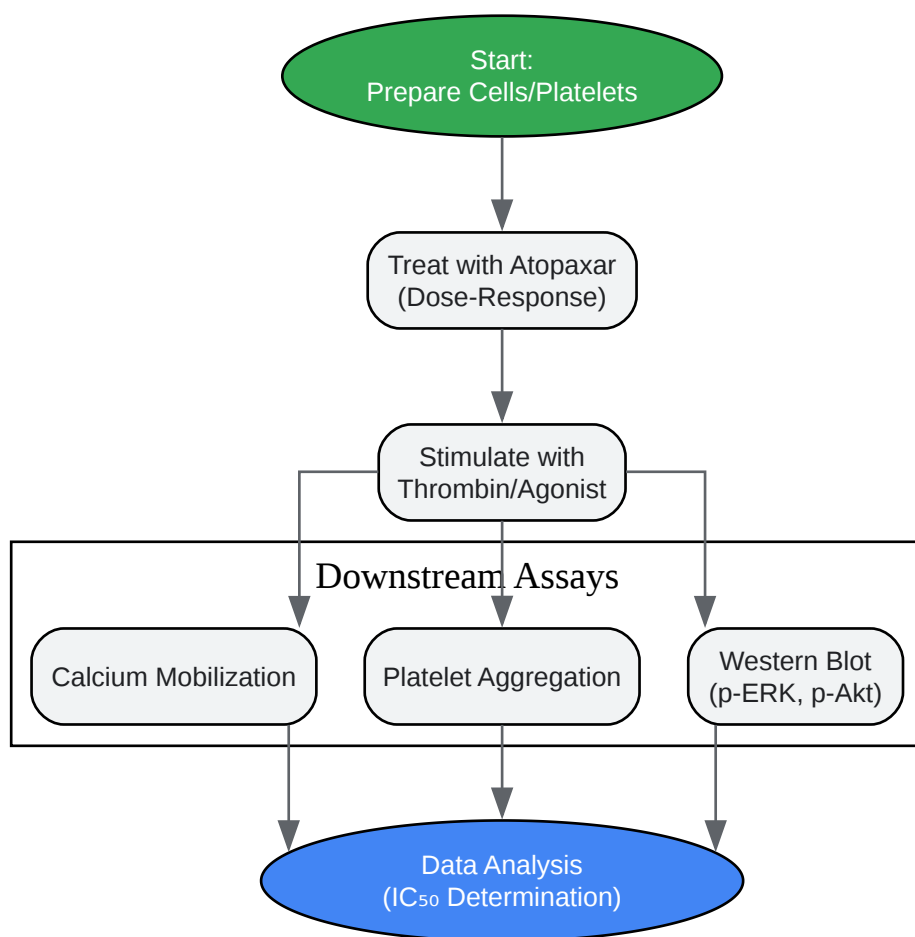 Start:
Prepare Cells/Platelets
Treat with Atopaxar
(Dose-Response)
Stimulate with
Thrombin/Agonist
Downstream Assays
Calcium Mobilization
Platelet Aggregation
Western Blot
(p-ERK, p-Akt)
Data Analysis
(IC₅₀ Determination)